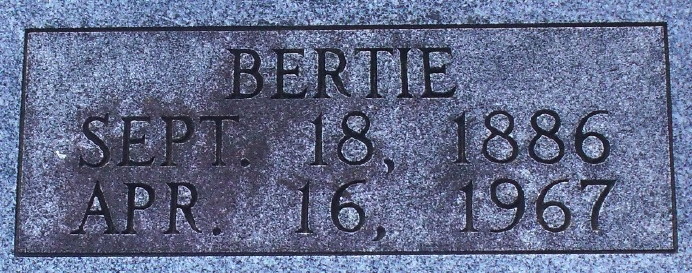 BERTIE
SEPT. 18, 1886
APR. 16, 1967